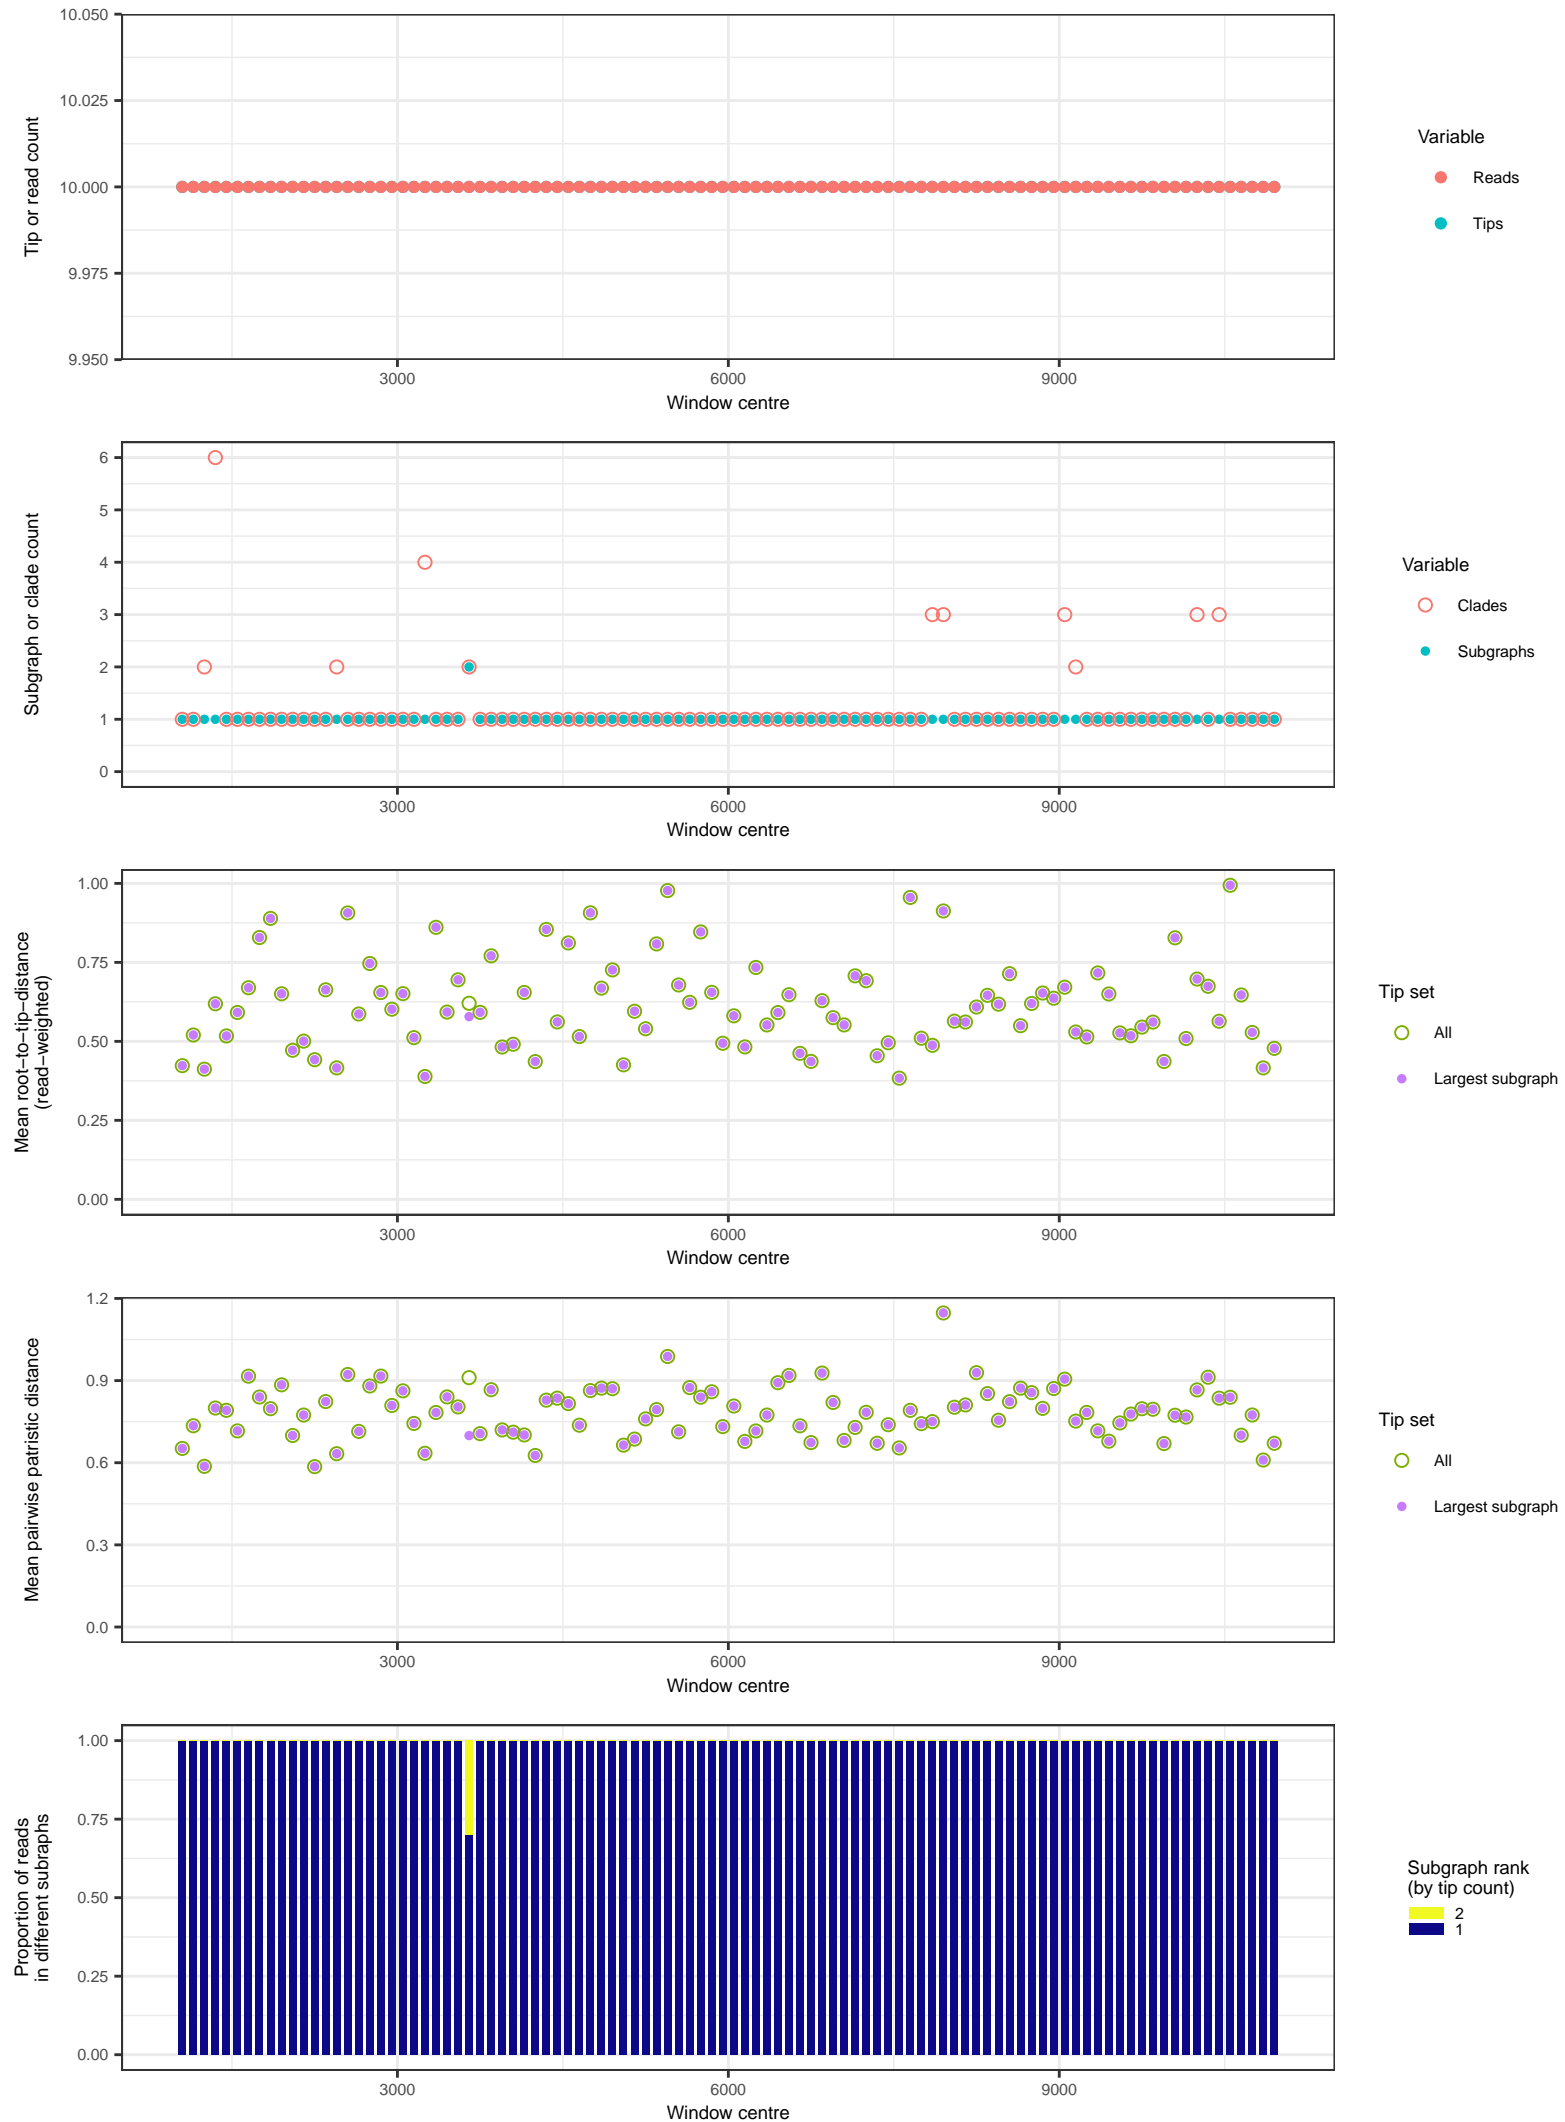 10.050
10.025
10.000
9.975
9.950
Tip or read count
3000 6000 9000
Window centre
Variable
Reads
Tips
6
5
4
3
2
1
0
Subgraph or clade count
3000 6000 9000
Window centre
Variable
Clades
Subgraphs
1.00
0.75
0.50
0.25
0.00
Mean root−to−tip−distance
(read−weighted)
3000 6000 9000
Window centre
Tip set
All
Largest subgraph
1.2
0.9
0.6
0.3
0.0
Mean pairwise patristic distance
3000 6000 9000
Window centre
Tip set
All
Largest subgraph
1.00
0.75
0.50
0.25
0.00
Proportion of reads
in different subraphs
3000 6000 9000
Window centre
Subgraph rank
(by tip count)
2
1